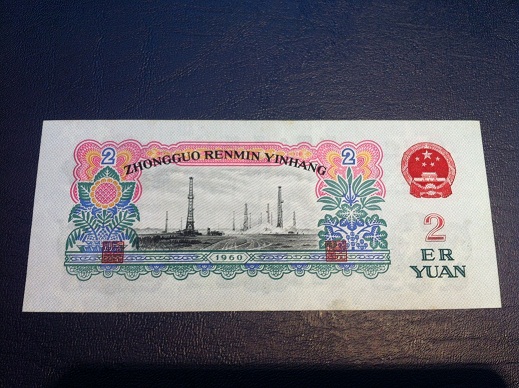 2
2
ZHONGGUO RENMIN YINHANG
1960
2
ER
YUAN